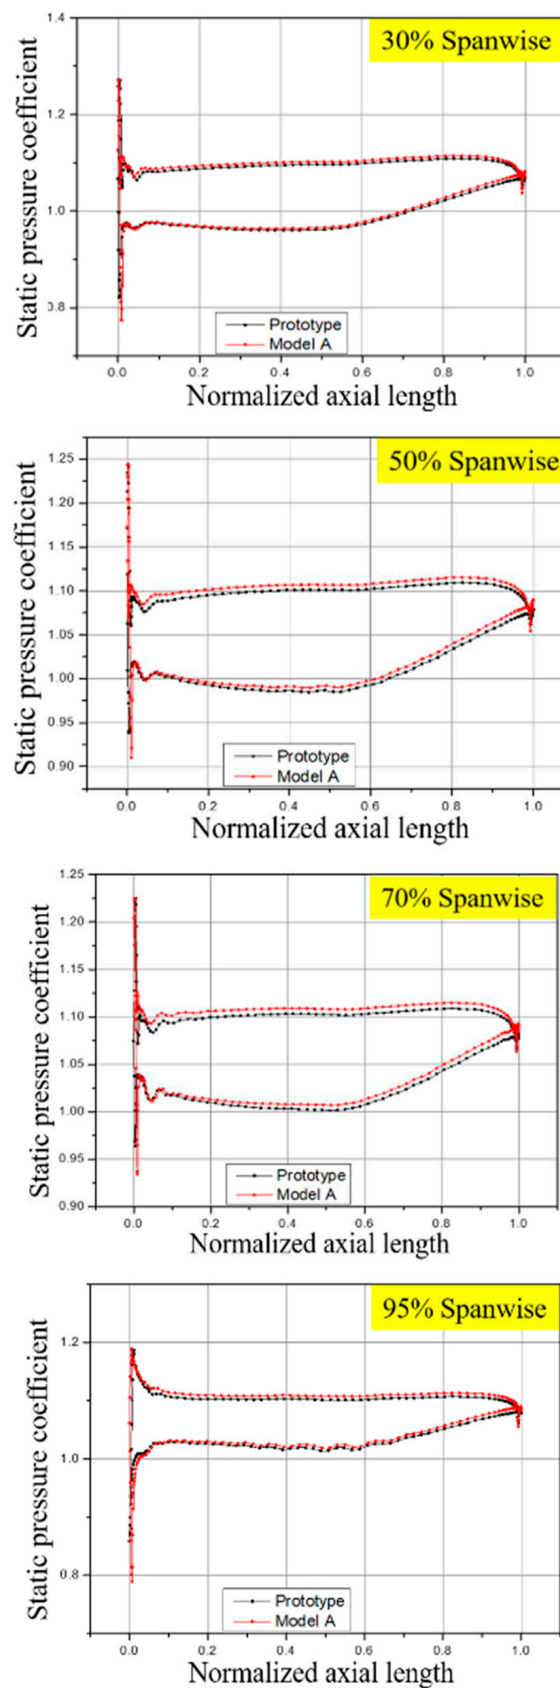 30% Spanwise
Static pressure coefficient
1.4
1.2
1.0
0.8
Prototype
Model A
0.0 0.2 0.4 0.6 0.8 1.0
Normalized axial length
50% Spanwise
Static pressure coefficient
1.25
1.20
1.15
1.10
1.05
1.00
0.95
0.90
Prototype
Model A
0.0 0.2 0.4 0.6 0.8 1.0
Normalized axial length
70% Spanwise
Static pressure coefficient
1.25
1.20
1.15
1.10
1.05
1.00
0.95
0.90
Prototype
Model A
0.0 0.2 0.4 0.6 0.8 1.0
Normalized axial length
95% Spanwise
Static pressure coefficient
1.2
1.0
0.8
Prototype
Model A
0.0 0.2 0.4 0.6 0.8 1.0
Normalized axial length